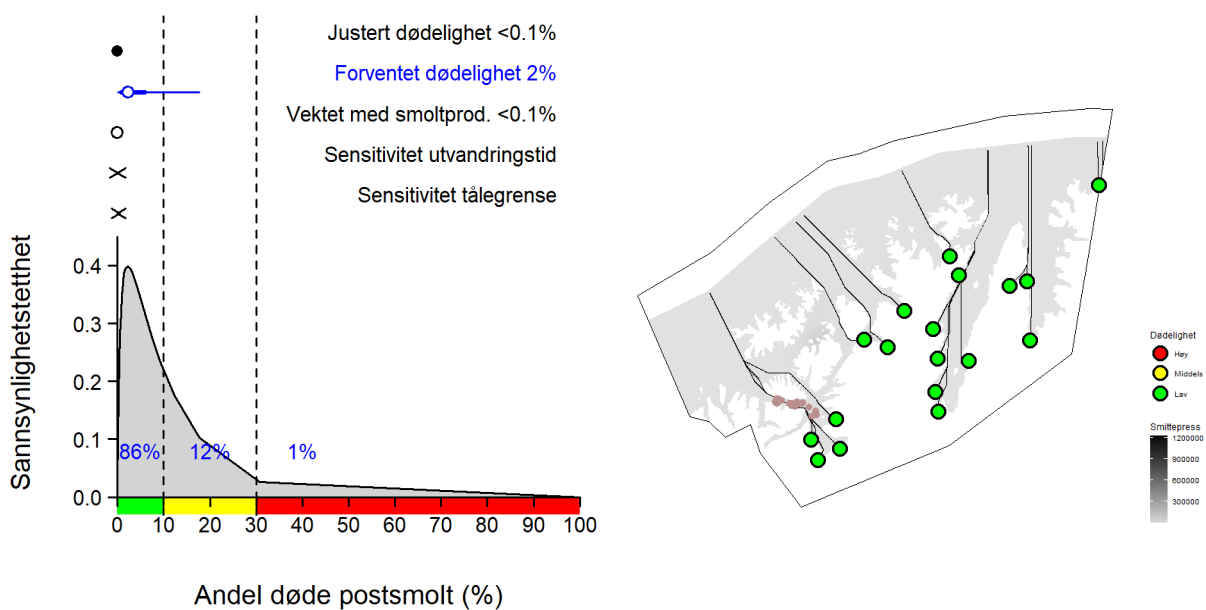 Justert dødelighet <0.1%
Forventet dødelighet 2%
Vektet med smoltprod. <0.1%
Sensitivitet utvandringstid
Sensitivitet tålegrense
Sannsynlighetstetthet
0.4
0.3
0.2
0.1
0.0
86% 12% 1%
0 10 20 30 40 50 60 70 80 90 100
Andel døde postsmolt (%)
Dødelighet
Høy
Middels
Lav
Smittepress
1200000
900000
600000
300000